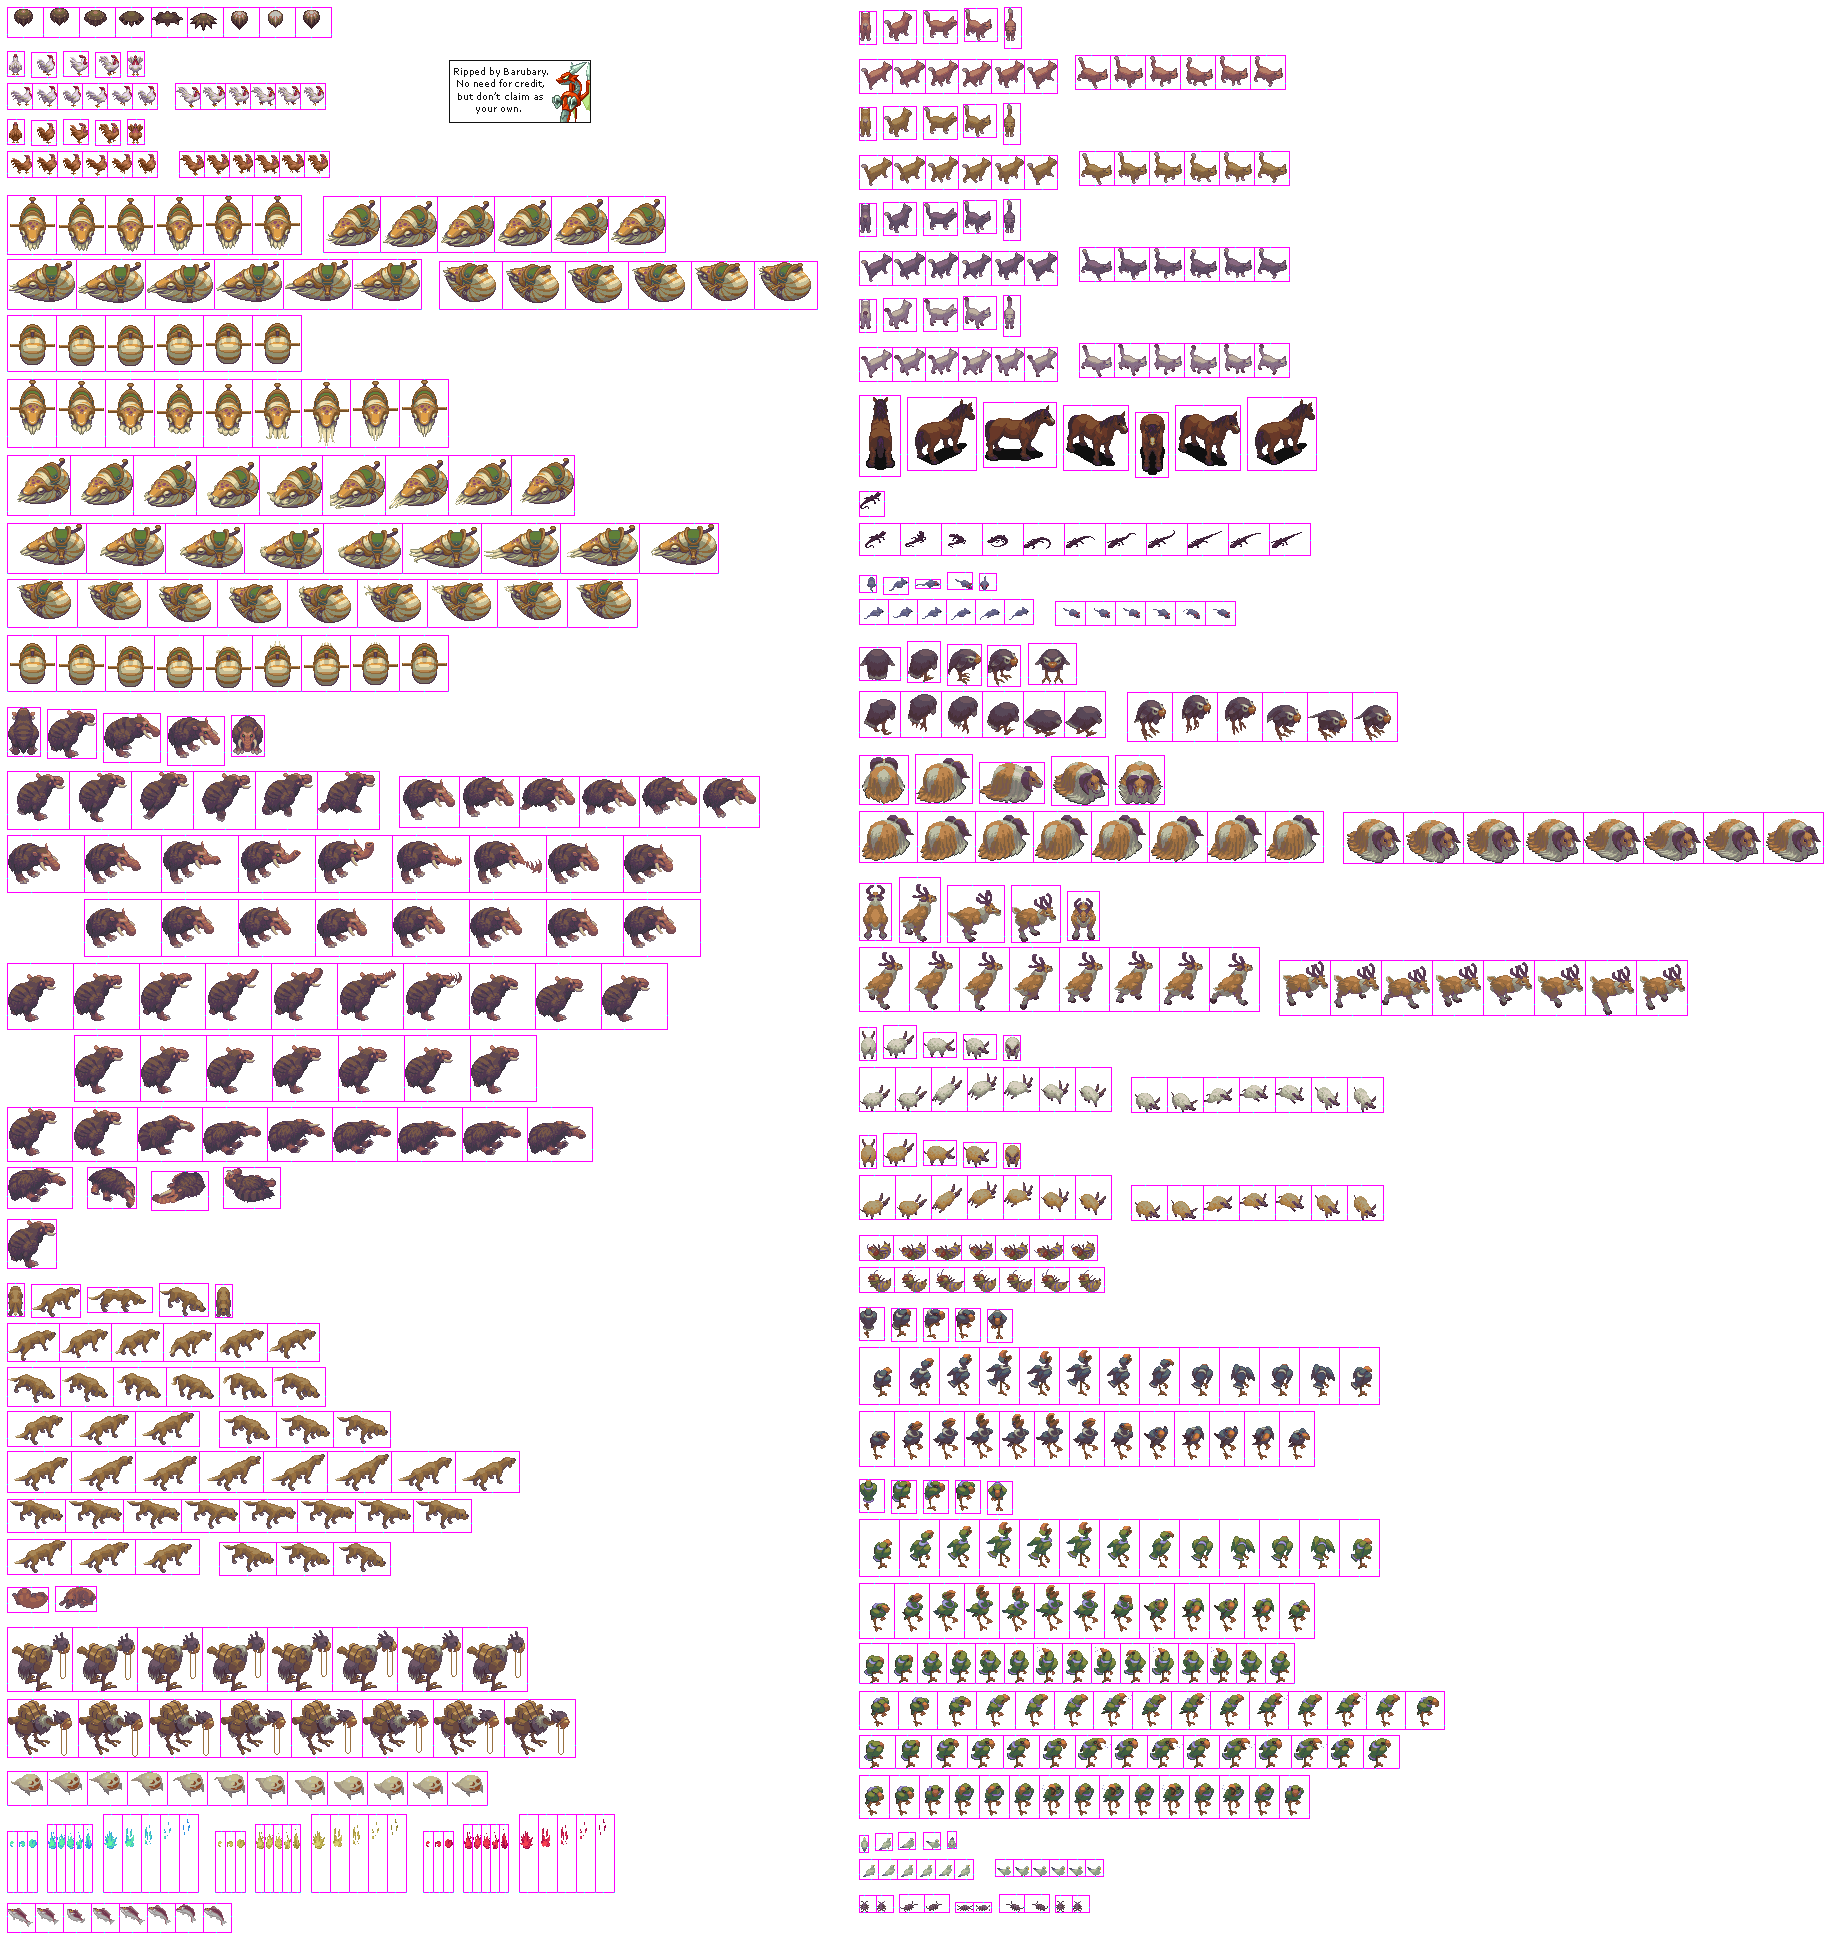 Ripped by Barubary.
No need for credit,
but don't claim as
your own.